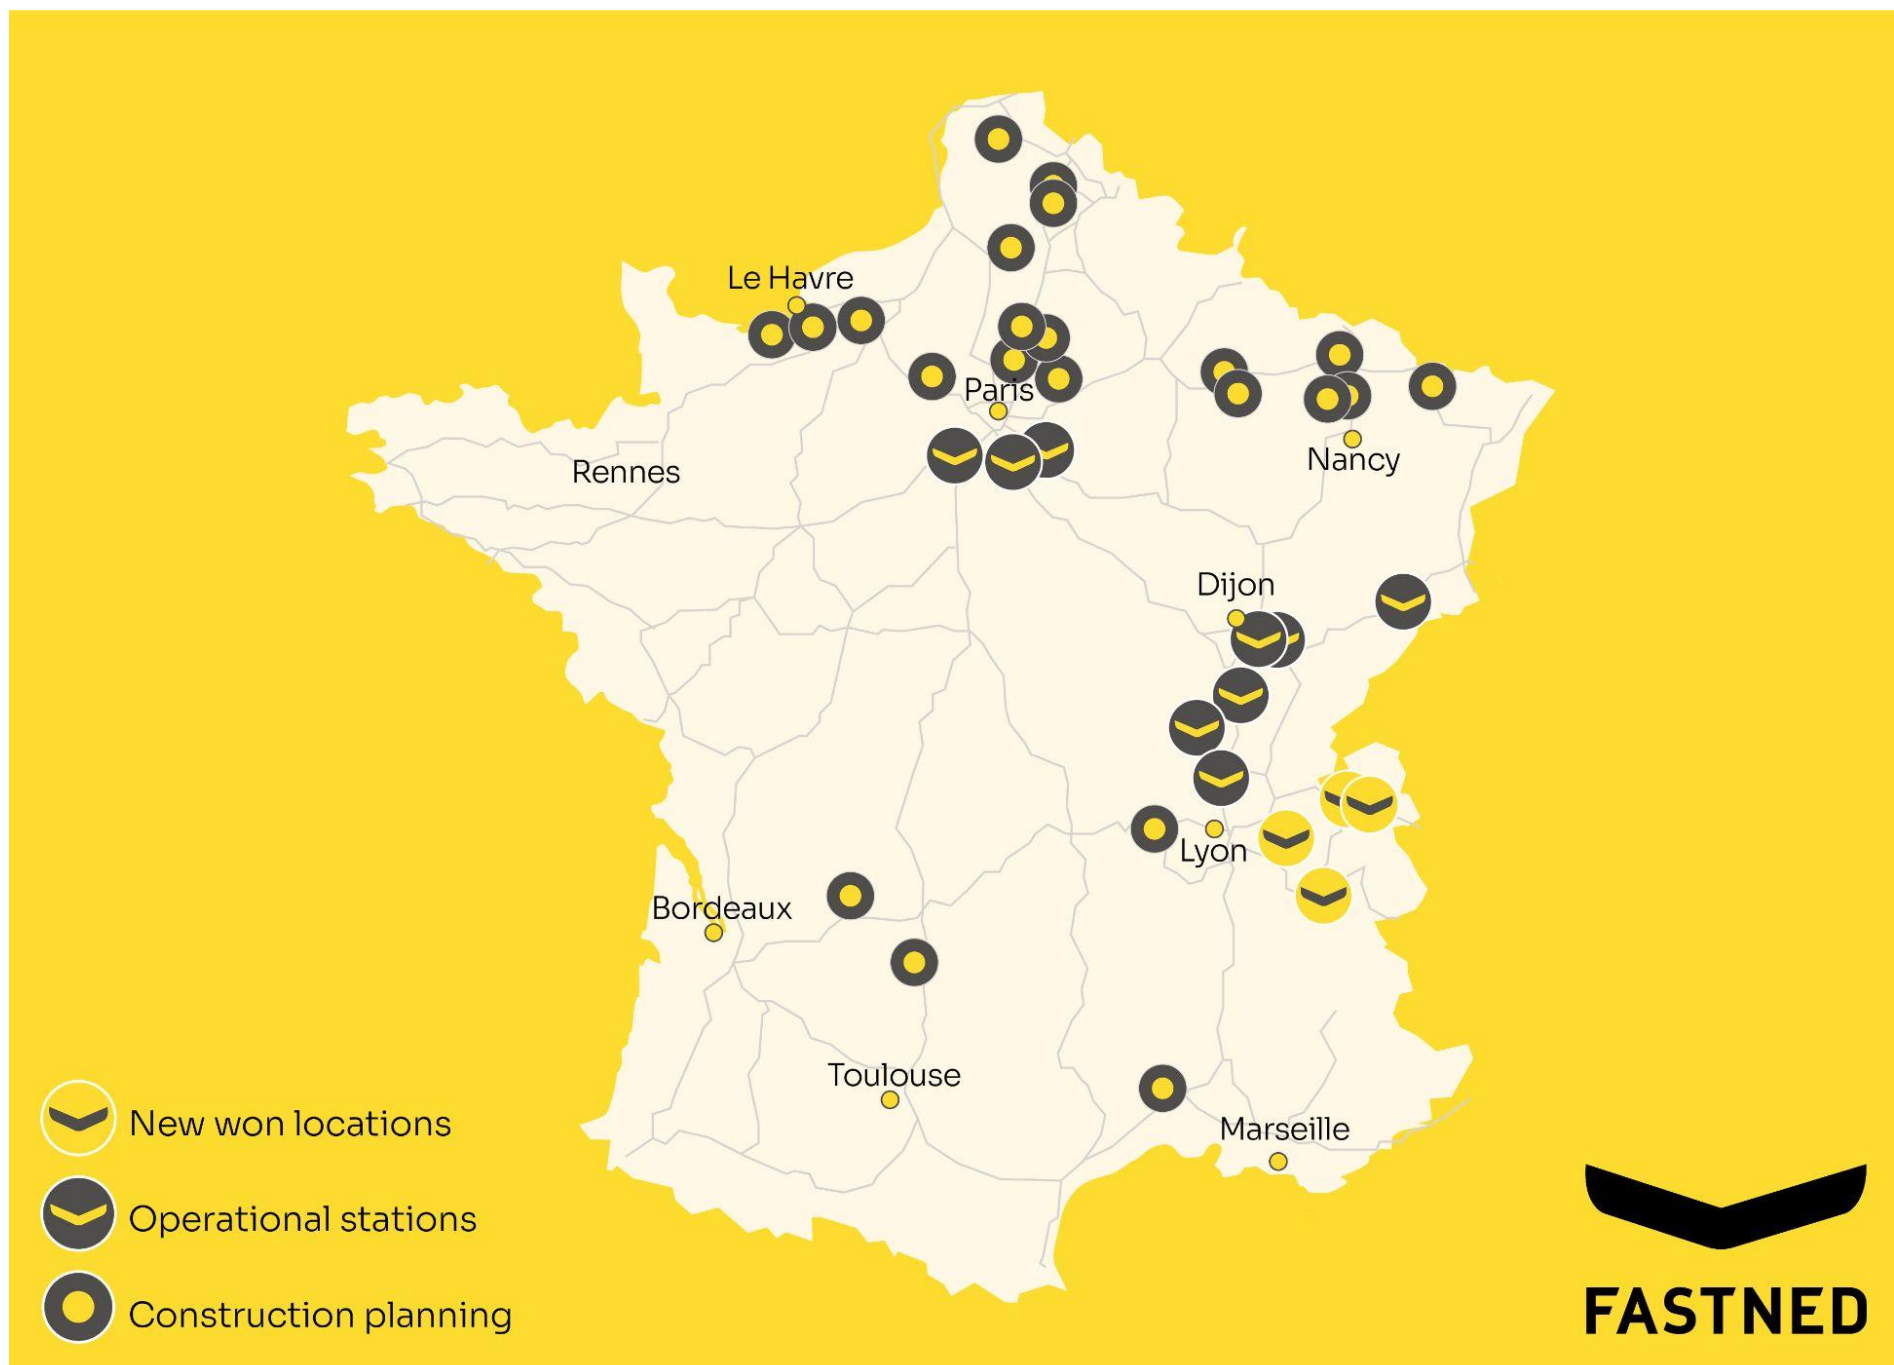 Le Havre
Paris
Rennes
Nancy
Dijon
Lyon
Bordeaux
Toulouse
Marseille
New won locations
Operational stations
Construction planning
FASTNED